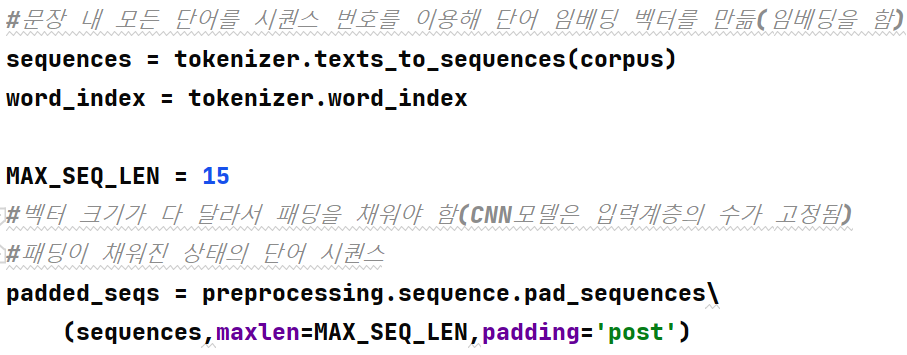 #문장 내 모든 단어를 시퀀스 번호를 이용해 단어 임베딩 벡터를 만듦(임베딩을 함)
sequences = tokenizer.texts_to_sequences(corpus)
word_index = tokenizer.word_index
MAX_SEQ_LEN = 15
#벡터 크기가 다 달라서 패딩을 채워야 함(CNN모델은 입력계층의 수가 고정됨)
#패딩이 채워진 상태의 단어 시퀀스
padded_seqs = preprocessing.sequence.pad_sequences\
(sequences,maxlen=MAX_SEQ_LEN,padding='post')